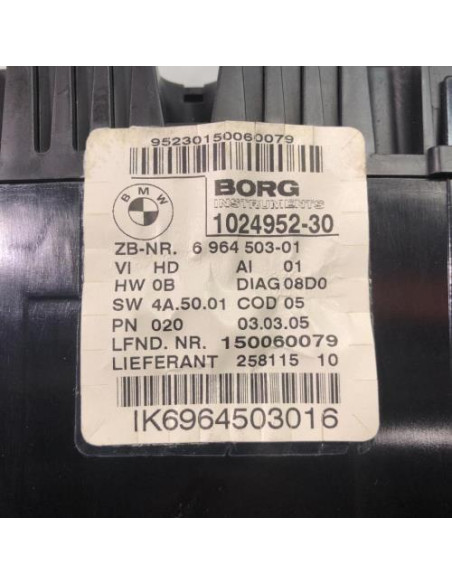 95230150060079
BMW
BORG
INSTRUMENTS
1024952-30
ZB-NR. 6 964 503-01
VI HD AI 01
HW 0B DIAG 08D0
SW 4A.50.01 COD 05
PN 020 03.03.05
LFND. NR. 150060079
LIEFERANT 258115 10
IK6964503016